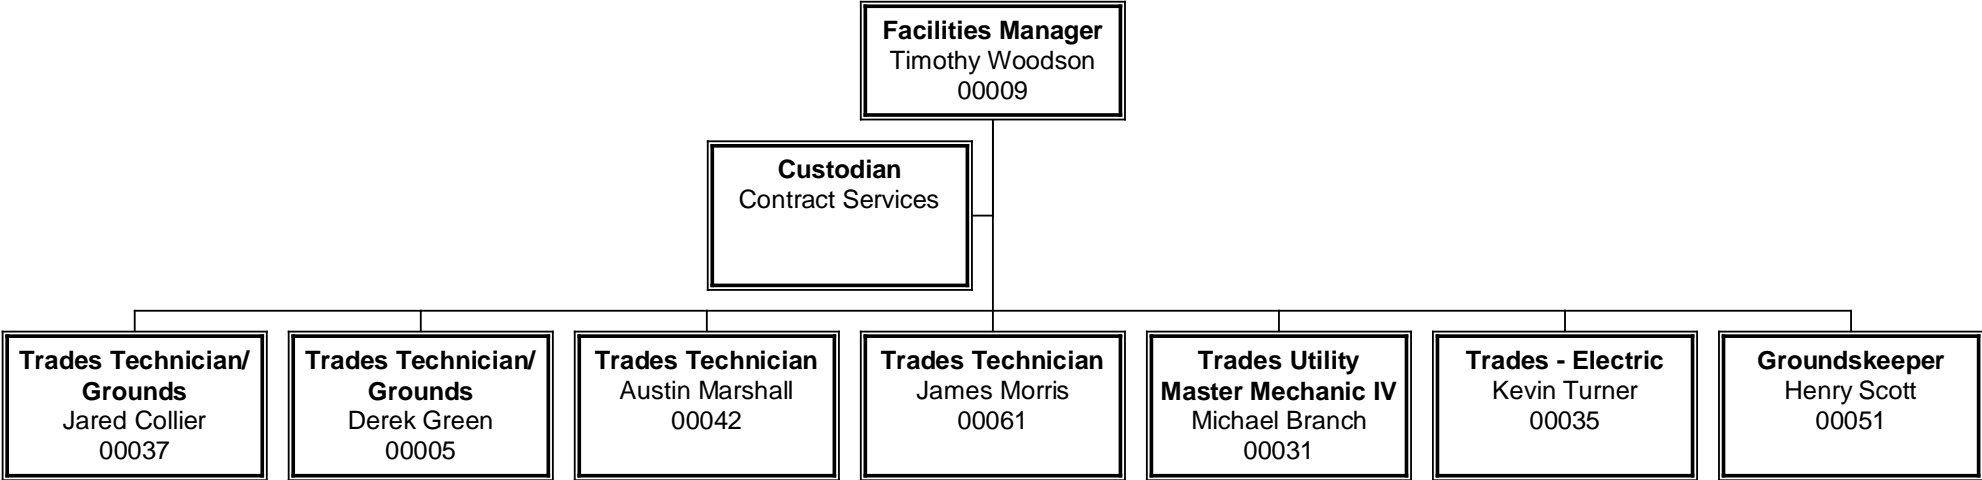 Facilities Manager
Timothy Woodson
00009
Custodian
Contract Services
Trades Technician/
Grounds
Jared Collier
00037
Trades Technician/
Grounds
Derek Green
00005
Trades Technician
Austin Marshall
00042
Trades Technician
James Morris
00061
Trades Utility
Master Mechanic IV
Michael Branch
00031
Trades - Electric
Kevin Turner
00035
Groundskeeper
Henry Scott
00051